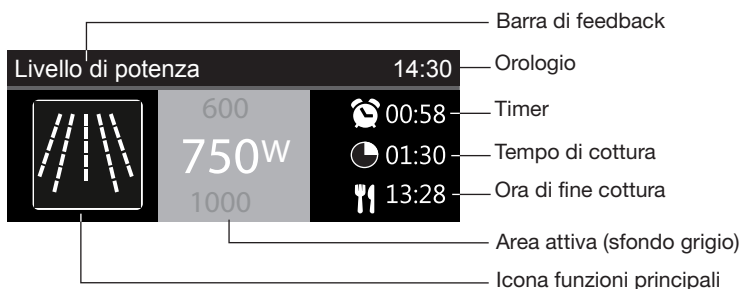 Barra di feedback
Livello di potenza 14:30 Orologio
600 00:58 Timer
750W 01:30 Tempo di cottura
1000 13:28 Ora di fine cottura
Area attiva (sfondo grigio)
Icona funzioni principali